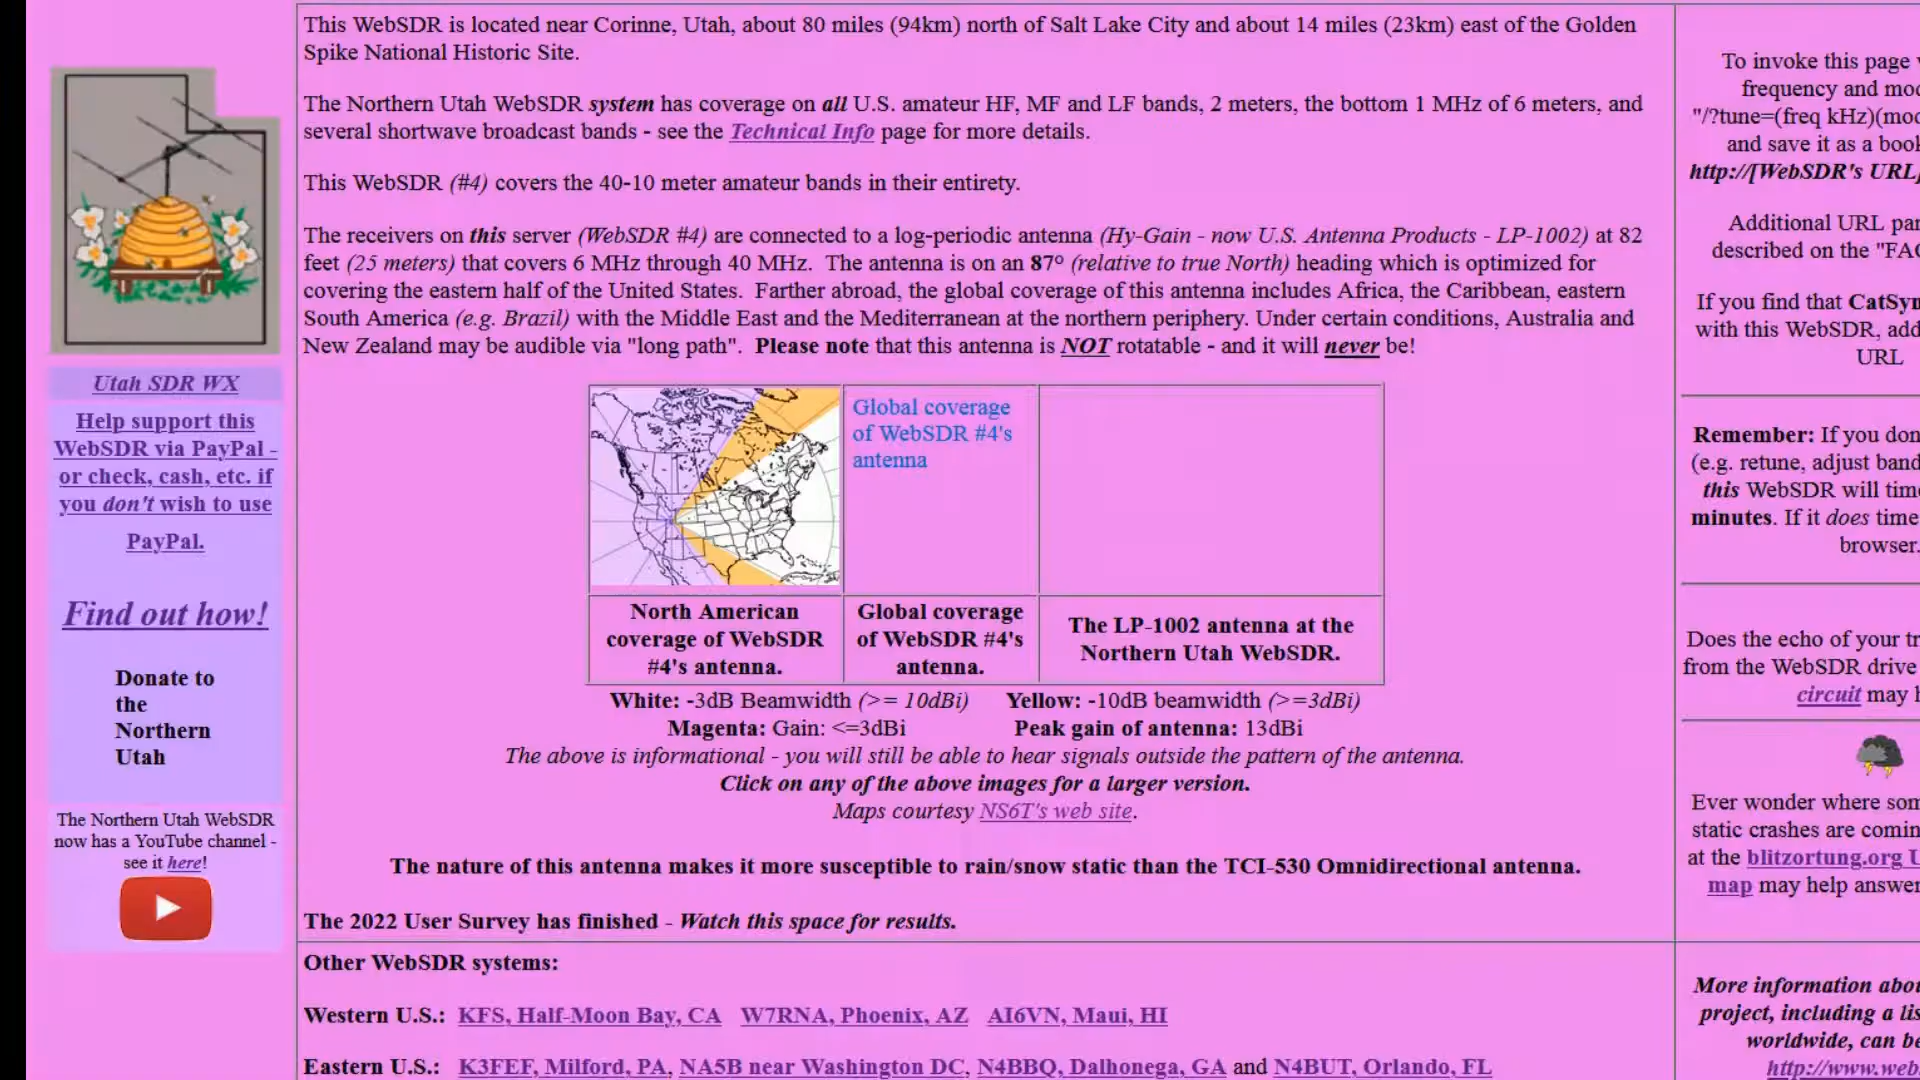 This WebSDR is located near Corinne, Utah, about 80 miles (94km) north of Salt Lake City and about 14 miles (23km) east of the Golden
Spike National Historic Site.
The Northern Utah WebSDR system has coverage on all U.S. amateur HF, MF and LF bands, 2 meters, the bottom 1 MHz of 6 meters, and
several shortwave broadcast bands - see the Technical Info page for more details.
This WebSDR (#4) covers the 40-10 meter amateur bands in their entirety.
The receivers on this server (WebSDR #4) are connected to a log-periodic antenna (Hy-Gain - now U.S. Antenna Products - LP-1002) at 82
feet (25 meters) that covers 6 MHz through 40 MHz.  The antenna is on an 87° (relative to true North) heading which is optimized for
covering the eastern half of the United States.  Farther abroad, the global coverage of this antenna includes Africa, the Caribbean, eastern
South America (e.g. Brazil) with the Middle East and the Mediterranean at the northern periphery. Under certain conditions, Australia and
New Zealand may be audible via "long path".  Please note that this antenna is NOT rotatable - and it will never be!
Global coverage
of WebSDR #4's
antenna
North American
coverage of WebSDR
#4's antenna.
Global coverage
of WebSDR #4's
antenna.
The LP-1002 antenna at the
Northern Utah WebSDR.
White: -3dB Beamwidth (>= 10dBi) Yellow: -10dB beamwidth (>=3dBi)
Magenta: Gain: <=3dBi Peak gain of antenna: 13dBi
The above is informational - you will still be able to hear signals outside the pattern of the antenna.
Click on any of the above images for a larger version.
Maps courtesy NS6T's web site.
The nature of this antenna makes it more susceptible to rain/snow static than the TCI-530 Omnidirectional antenna.
The 2022 User Survey has finished - Watch this space for results.
Other WebSDR systems:
Western U.S.: KFS, Half-Moon Bay, CA W7RNA, Phoenix, AZ AI6VN, Maui, HI
Eastern U.S.: K3FEF, Milford, PA, NA5B near Washington DC, N4BBQ, Dalhonega, GA and N4BUT, Orlando, FL
Utah SDR WX
Help support this
WebSDR via PayPal -
or check, cash, etc. if
you don't wish to use
PayPal.
Find out how!
Donate to
the
Northern
Utah
The Northern Utah WebSDR
now has a YouTube channel -
see it here!
To invoke this page
frequency and
"/?tune=(freq kHz)(mod
and save it as a
http://[WebSDR's URL]
Additional URL
described on the "FAQ
If you find that
with this WebSDR, add
URL
Remember: If you
(e.g. retune, adjust
this WebSDR will
minutes. If it does time
browser.
Does the echo of your
from the WebSDR drive
circuit may
Ever wonder where
static crashes are
at the blitzortung.org
map may help
More information
project, including a
worldwide, can be
http://www.web